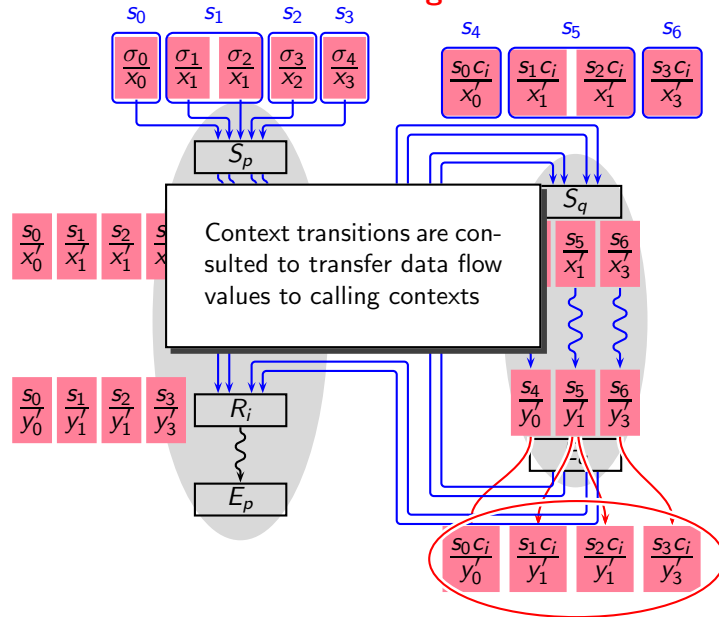 g
s0 s1 s2 s3 s4 s5 s6
σ0/x0 σ1/x1 σ2/x1 σ3/x2 σ4/x3
s0ci/x′0 s1ci/x′1 s2ci/x′1 s3ci/x′3
Sp
Sq
s0/x′0 s1/x′1 s2/x′1
s5/x′1 s6/x′3
Context transitions are con-
sulted to transfer data flow
values to calling contexts
s0/y′0 s1/y′1 s2/y′1 s3/y′3
s4/y′0 s5/y′1 s6/y′3
Ri
Ep
s0ci/y′0 s1ci/y′1 s2ci/y′1 s3ci/y′3